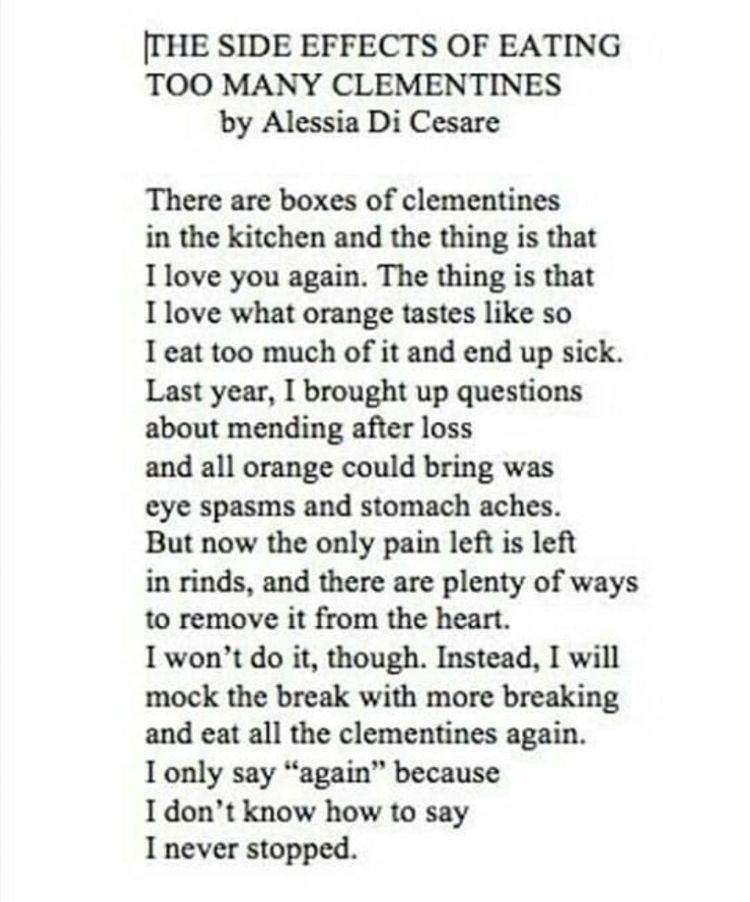 THE SIDE EFFECTS OF EATING
TOO MANY CLEMENTINES
by Alessia Di Cesare
There are boxes of clementines
in the kitchen and the thing is that
I love you again. The thing is that
I love what orange tastes like so
I eat too much of it and end up sick.
Last year, I brought up questions
about mending after loss
and all orange could bring was
eye spasms and stomach aches.
But now the only pain left is left
in rinds, and there are plenty of ways
to remove it from the heart.
I won't do it, though. Instead, I will
mock the break with more breaking
and eat all the clementines again.
I only say “again” because
I don't know how to say
I never stopped.